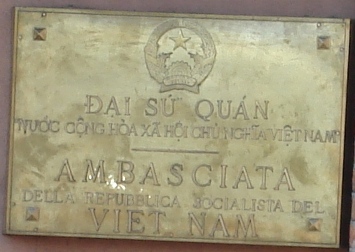 ĐẠI SỨ QUÁN
NƯỚC CỘNG HÒA XÃ HỘI CHỦ NGHĨA VIỆT NAM
AMBASCIATA
DELLA REPUBBLICA SOCIALISTA DEL
VIET NAM